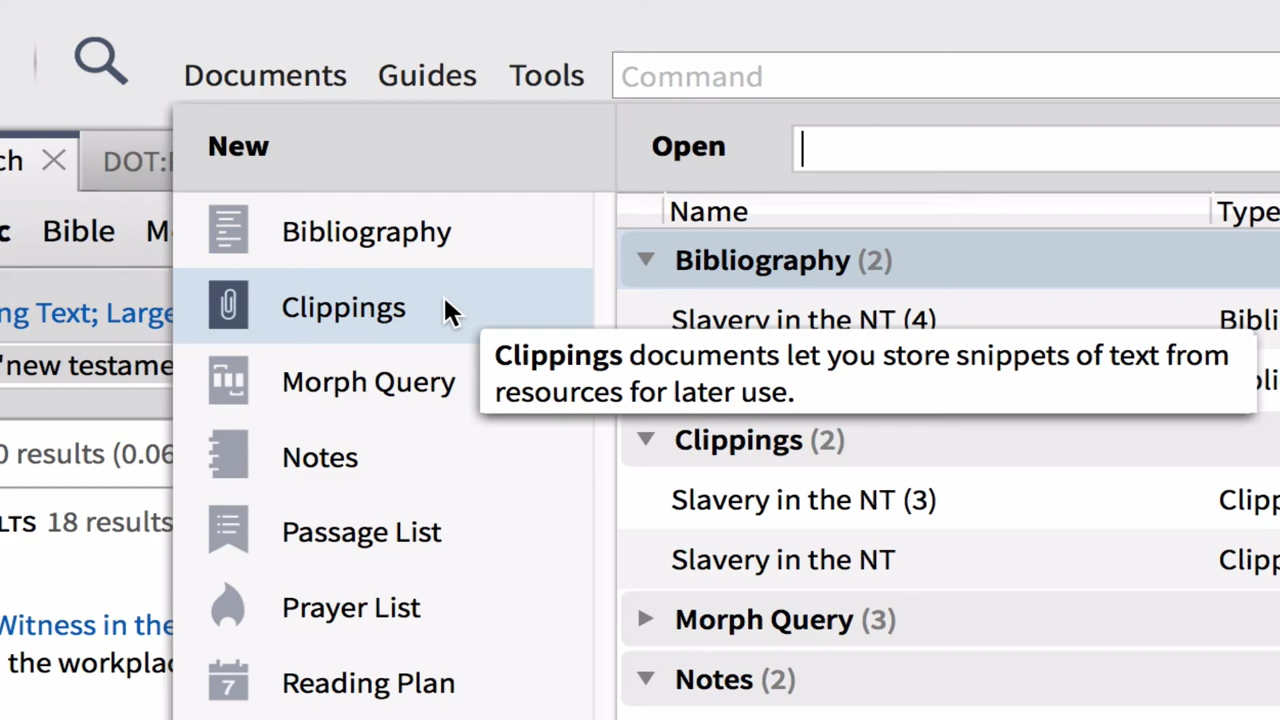 Documents Guides Tools Command
New
Open
ch
DOT:
Name
Type
Bible
Bibliography
Bibliography (2)
Clippings
ng Text; Large
Slavery in the NT (4)
Clippings documents let you store snippets of text from
resources for later use.
"new testame
Morph Query
Clippings (2)
0 results (0.06
Notes
Slavery in the NT (3)
LTS 18 results
Passage List
Slavery in the NT
Witness in the
Prayer List
Morph Query (3)
the workplac
7
Reading Plan
Notes (2)